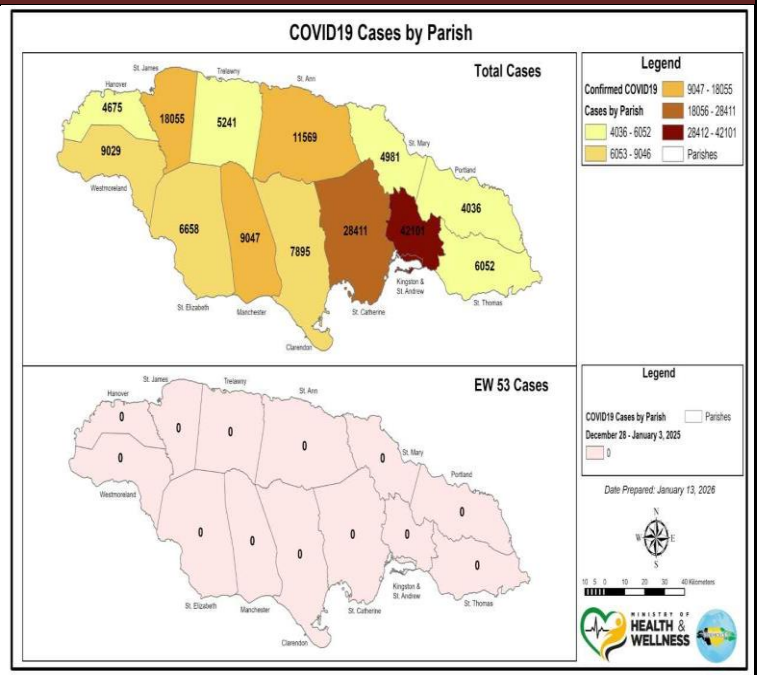 COVID19 Cases by Parish
Total Cases
Hanover
St. James
Trelawny
St. Ann
4675
18055
5241
11569
St. Mary
4981
Portland
9029
Westmoreland
4036
6658
9047
7895
28411
42101
6052
Kingston &
St. Andrew
St. Thomas
St. Elizabeth
Manchester
St. Catherine
Clarendon
Legend
Confirmed COVID19
Cases by Parish
4036 - 6052
6053 - 9046
9047 - 18055
18056 - 28411
28412 - 42101
Parishes
EW 53 Cases
Hanover
St. James
Trelawny
St. Ann
0
0
0
0
St. Mary
0
Portland
0
Westmoreland
0
0
0
0
0
0
0
Kingston &
St. Andrew
St. Thomas
St. Elizabeth
Manchester
St. Catherine
Clarendon
Legend
COVID19 Cases by Parish
Parishes
December 28 - January 3, 2025
0
Date Prepared: January 13, 2026
N
W E
S
10 5 0 10 20 30 40 Kilometers
MINISTRY OF
HEALTH &
WELLNESS